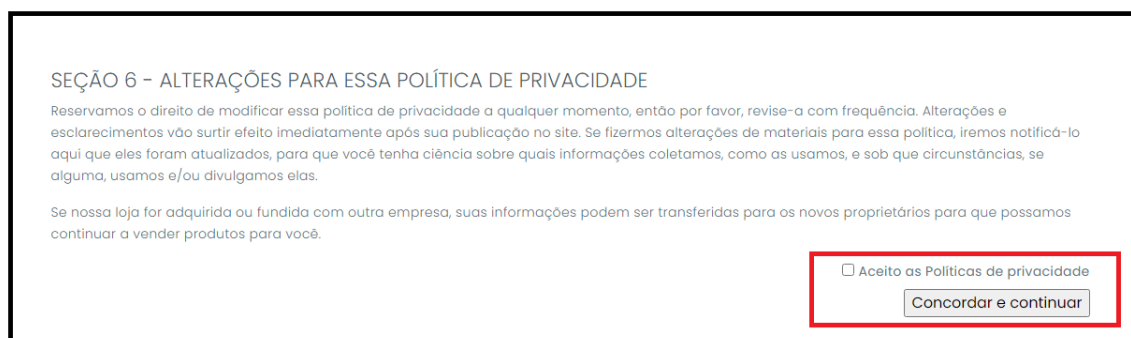 SEÇÃO 6 - ALTERAÇÕES PARA ESSA POLÍTICA DE PRIVACIDADE
Reservamos o direito de modificar essa política de privacidade a qualquer momento, então por favor, revise-a com frequência. Alterações e
esclarecimentos vão surtir efeito imediatamente após sua publicação no site. Se fizermos alterações de materiais para essa política, iremos notificá-lo
aqui que eles foram atualizados, para que você tenha ciência sobre quais informações coletamos, como as usamos, e sob que circunstâncias, se
alguma, usamos e/ou divulgamos elas.
Se nossa loja for adquirida ou fundida com outra empresa, suas informações podem ser transferidas para os novos proprietários para que possamos
continuar a vender produtos para você.
Aceito as Políticas de privacidade
Concordar e continuar